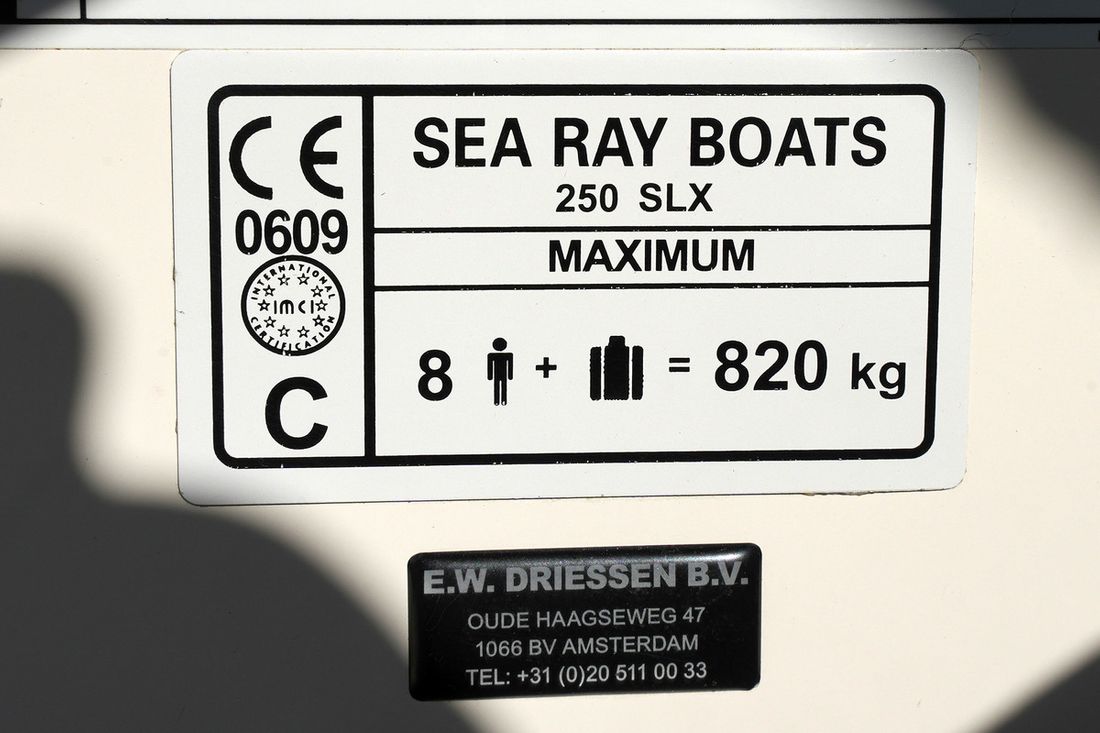 CE
0609
INTERNATIONAL
IMCI
CERTIFICATION
C
SEA RAY BOATS
250 SLX
MAXIMUM
8 + = 820 kg
E.W. DRIESSEN B.V.
OUDE HAAGSEWEG 47
1066 BV AMSTERDAM
TEL: +31 (0)20 511 00 33